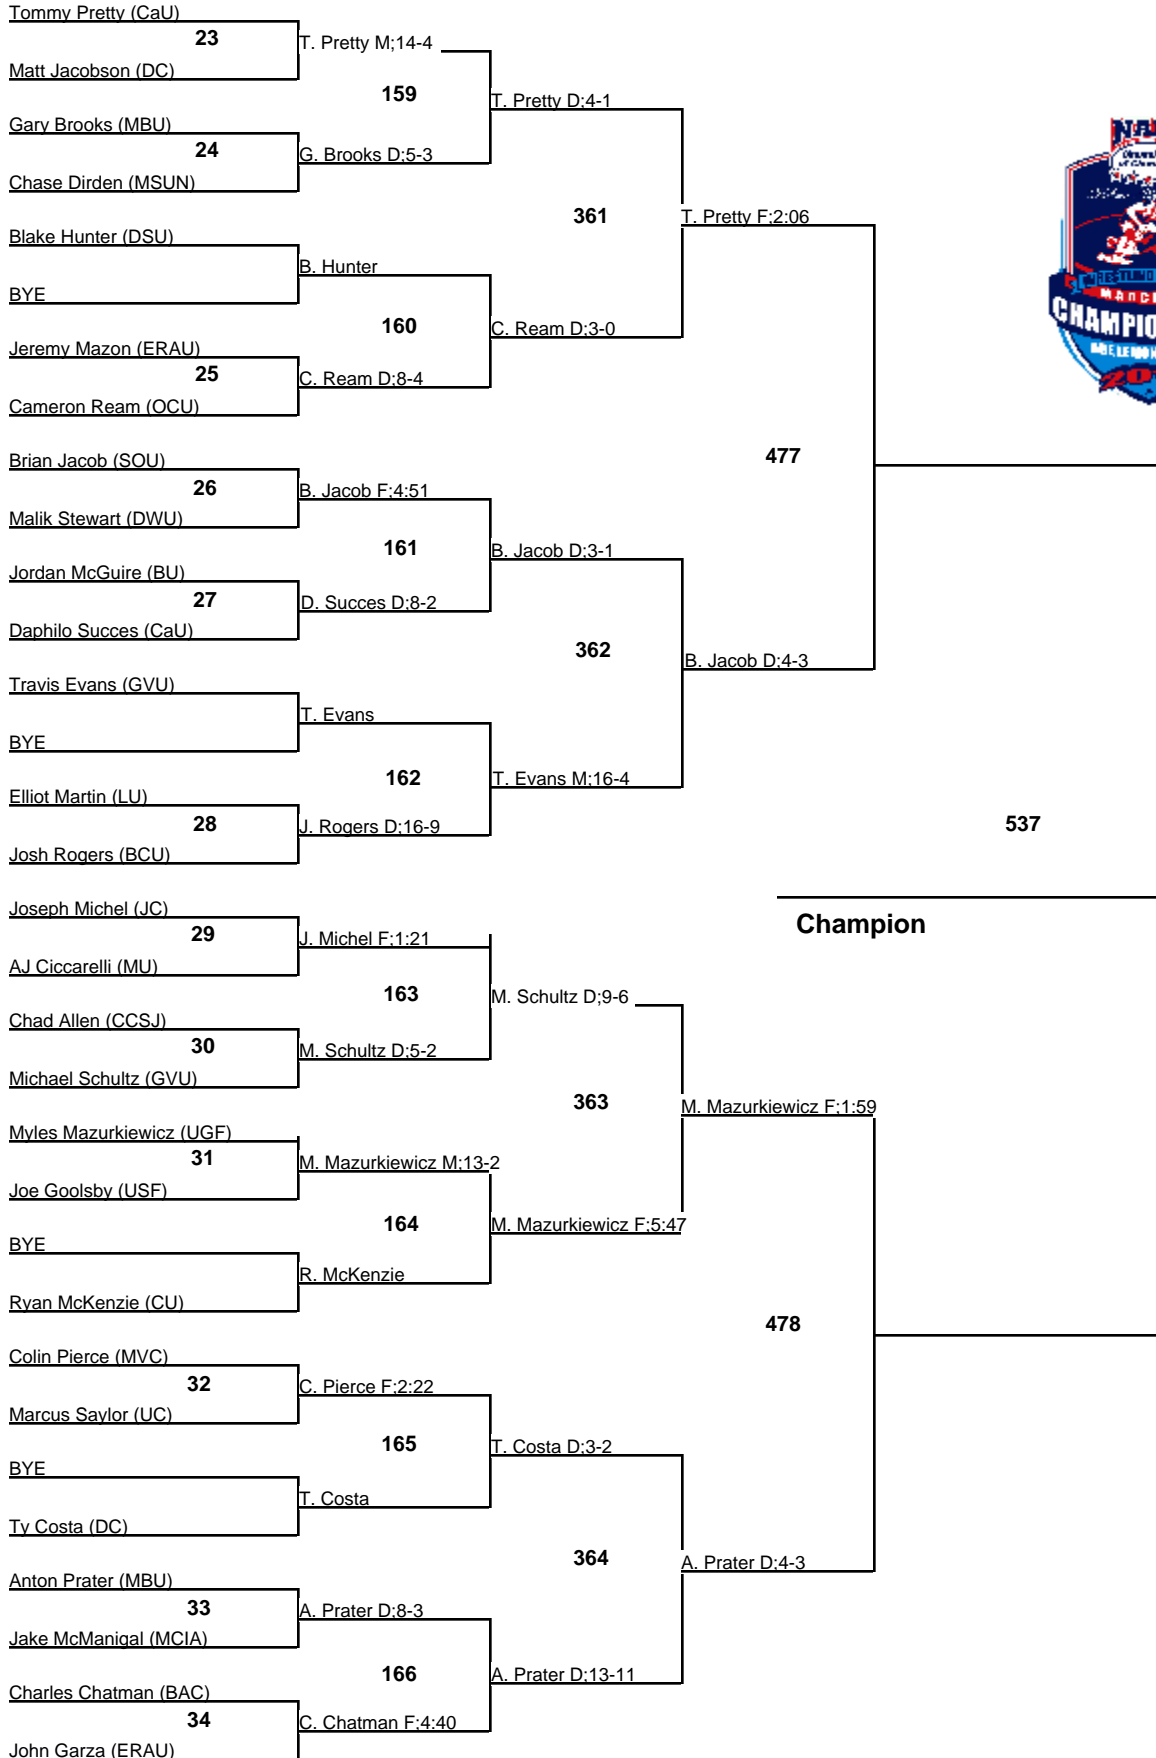 Tommy Pretty (CaU)
23
T. Pretty M;14-4
Matt Jacobson (DC)
159
T. Pretty D;4-1
Gary Brooks (MBU)
24
G. Brooks D;5-3
Chase Dirden (MSUN)
361
T. Pretty F;2:06
Blake Hunter (DSU)
B. Hunter
BYE
160
C. Ream D;3-0
Jeremy Mazon (ERAU)
25
C. Ream D;8-4
Cameron Ream (OCU)
477
Brian Jacob (SOU)
26
B. Jacob F;4:51
Malik Stewart (DWU)
161
B. Jacob D;3-1
Jordan McGuire (BU)
27
D. Succes D;8-2
Daphilo Succes (CaU)
362
B. Jacob D;4-3
Travis Evans (GVU)
T. Evans
BYE
162
T. Evans M;16-4
Elliot Martin (LU)
28
J. Rogers D;16-9
Josh Rogers (BCU)
537
Champion
Joseph Michel (JC)
29
J. Michel F;1:21
AJ Ciccarelli (MU)
163
M. Schultz D;9-6
Chad Allen (CCSJ)
30
M. Schultz D;5-2
Michael Schultz (GVU)
363
M. Mazurkiewicz F;1:59
Myles Mazurkiewicz (UGF)
31
M. Mazurkiewicz M;13-2
Joe Goolsby (USF)
164
M. Mazurkiewicz F;5:47
BYE
R. McKenzie
Ryan McKenzie (CU)
478
Colin Pierce (MVC)
32
C. Pierce F;2:22
Marcus Saylor (UC)
165
T. Costa D;3-2
BYE
T. Costa
Ty Costa (DC)
364
A. Prater D;4-3
Anton Prater (MBU)
33
A. Prater D;8-3
Jake McManigal (MCIA)
166
A. Prater D;13-11
Charles Chatman (BAC)
34
C. Chatman F;4:40
John Garza (ERAU)